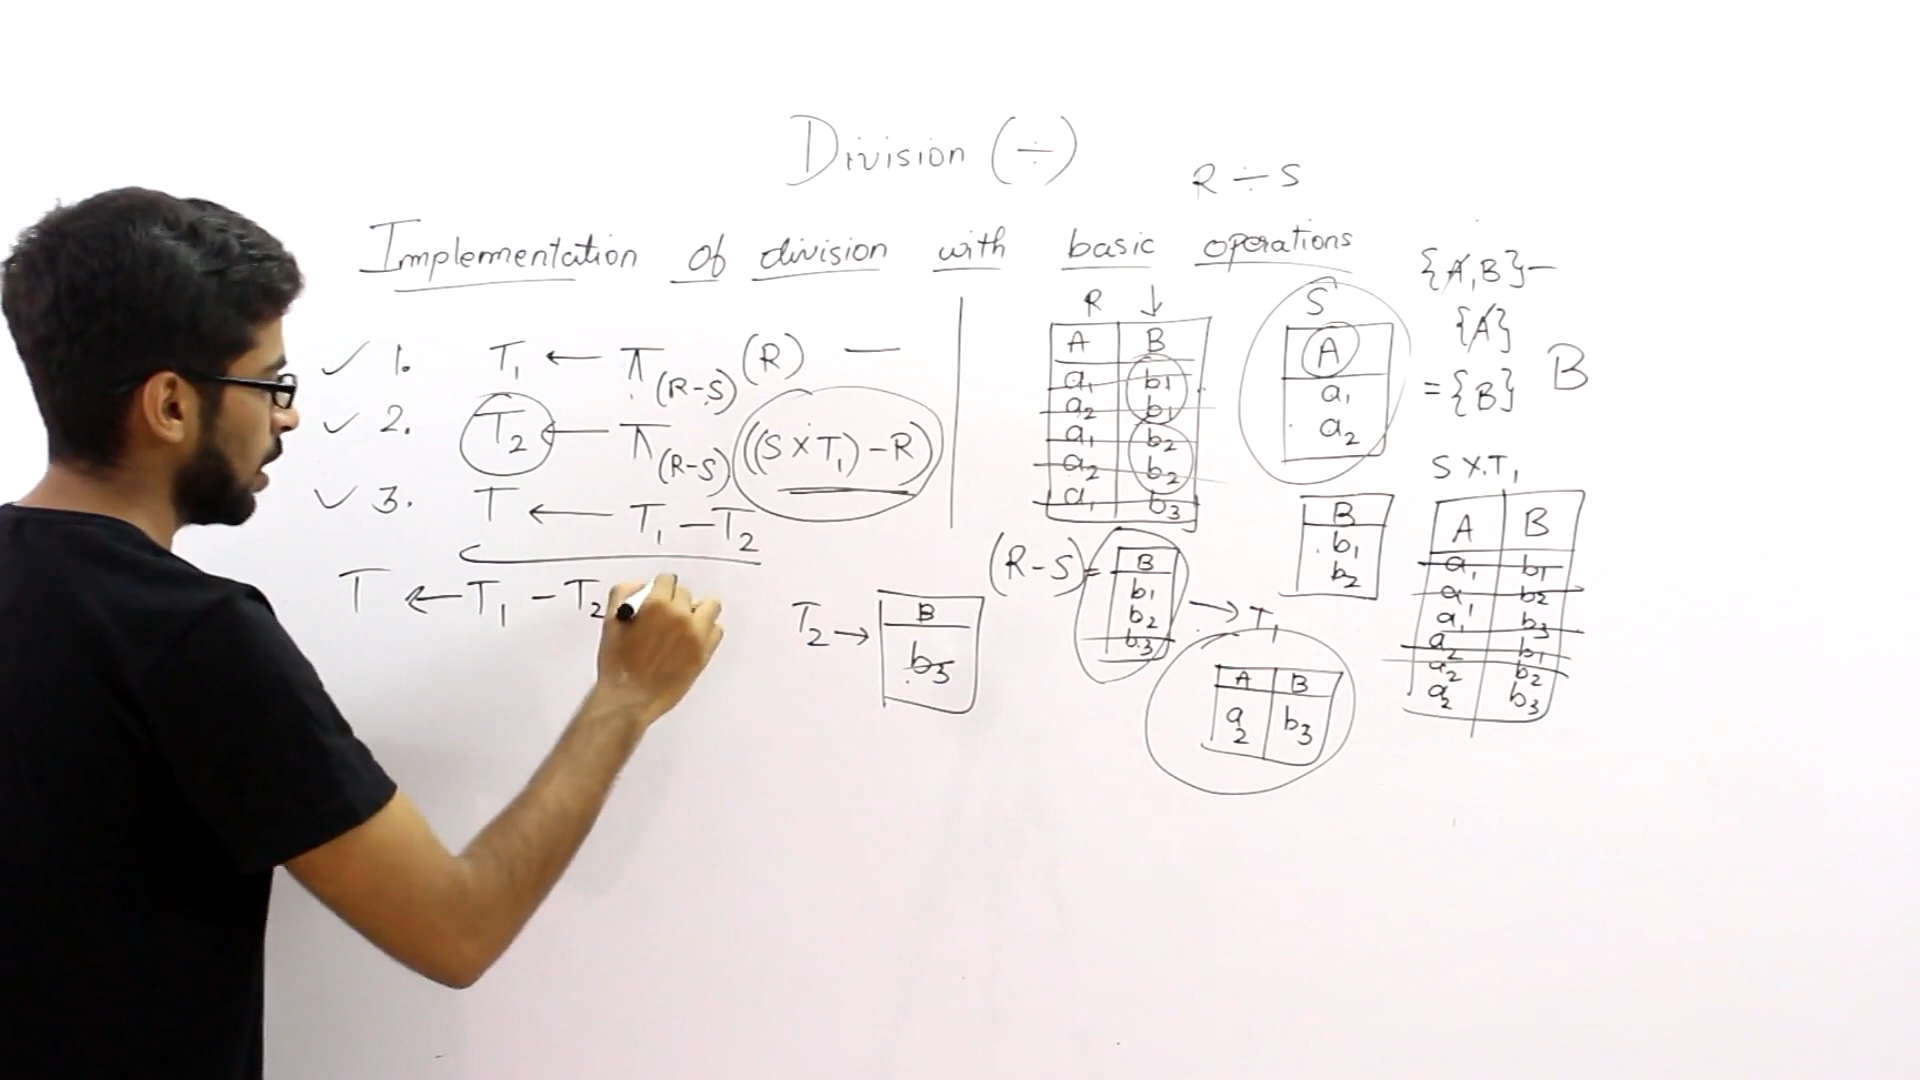 Division (÷)
R ÷ S
Implementation of division with basic operations
1. T₁ ← π(R-S) (R) —
2. T₂ ← π(R-S) ((S X T₁) - R)
3. T ← T₁ - T₂
T ← T₁ - T₂
T₂ →
B
b₃
R ↓
A B
a₁ b₁
a₂ b₁
a₁ b₂
a₂ b₂
a₁ b₃
S
A
a₁
a₂
{A,B} -
{A}
= {B} B
B
b₁
b₂
(R-S) =
B
b₁
b₂
b₃
→ T₁
A B
a₂ b₃
S X T₁
A B
a₁ b₁
a₁ b₂
a₁ b₃
a₂ b₁
a₂ b₂
a₂ b₃